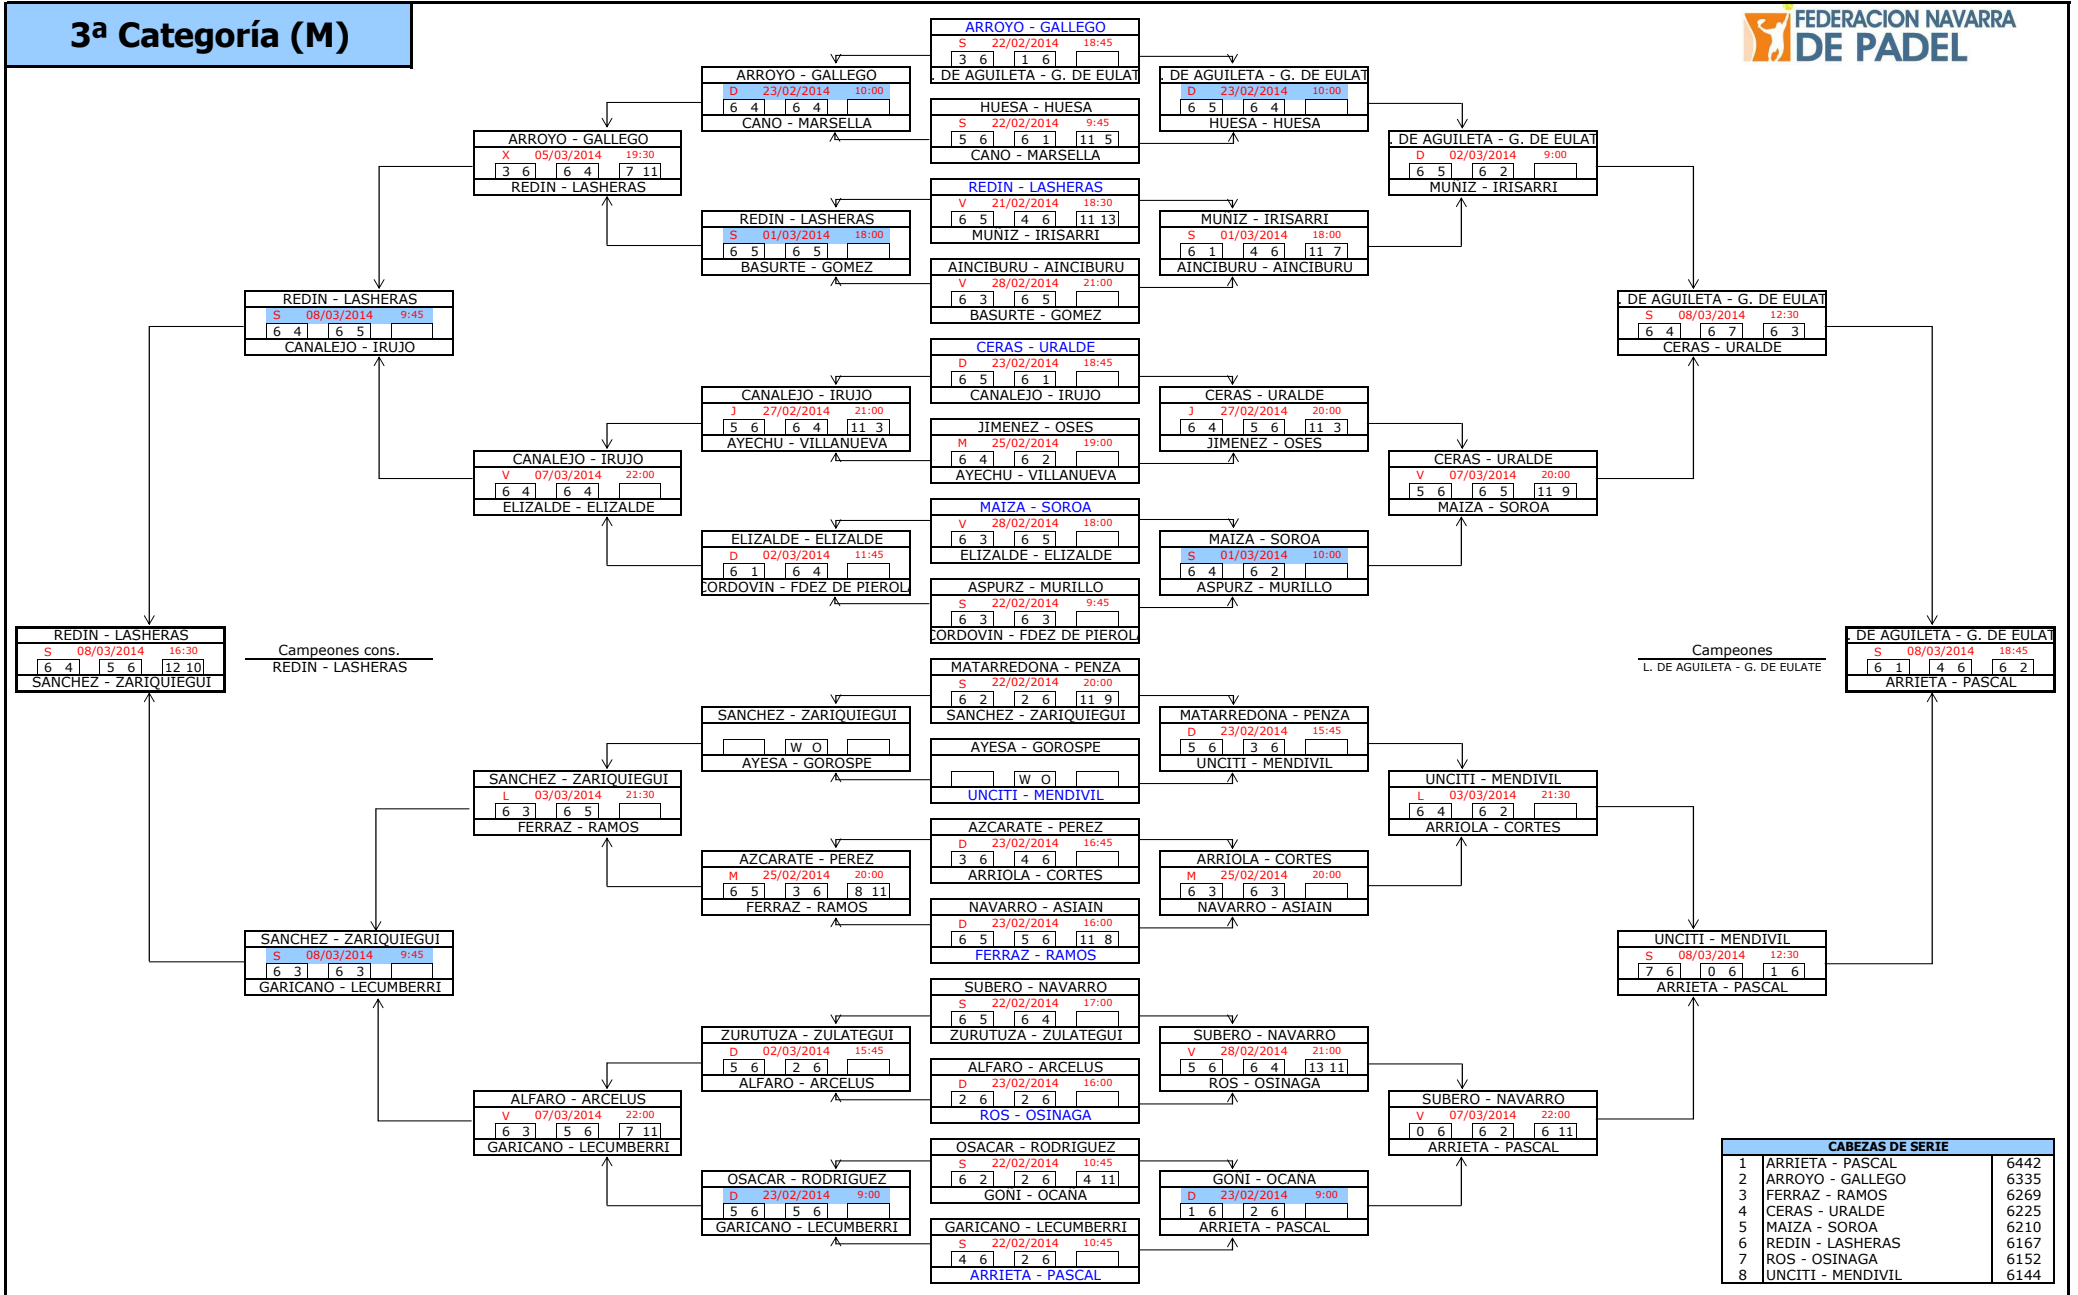 3ª Categoría (M)
FEDERACION NAVARRA
DE PADEL
REDIN - LASHERAS
S 08/03/2014 16:30
6 4 5 6 12 10
SANCHEZ - ZARIQUIEGUI
Campeones cons.
REDIN - LASHERAS
REDIN - LASHERAS
S 08/03/2014 9:45
6 4 6 5
CANALEJO - IRUJO
SANCHEZ - ZARIQUIEGUI
S 08/03/2014 9:45
6 3 6 3
GARICANO - LECUMBERRI
ARROYO - GALLEGO
X 05/03/2014 19:30
3 6 6 4 7 11
REDIN - LASHERAS
CANALEJO - IRUJO
V 07/03/2014 22:00
6 4 6 4
ELIZALDE - ELIZALDE
SANCHEZ - ZARIQUIEGUI
L 03/03/2014 21:30
6 3 6 5
FERRAZ - RAMOS
ALFARO - ARCELUS
V 07/03/2014 22:00
6 3 5 6 7 11
GARICANO - LECUMBERRI
ARROYO - GALLEGO
D 23/02/2014 10:00
6 4 6 4
CANO - MARSELLA
REDIN - LASHERAS
S 01/03/2014 18:00
6 5 6 5
BASURTE - GOMEZ
CANALEJO - IRUJO
J 27/02/2014 21:00
5 6 6 4 11 3
AYECHU - VILLANUEVA
ELIZALDE - ELIZALDE
D 02/03/2014 11:45
6 1 6 4
CORDOVIN - FDEZ DE PIEROLA
SANCHEZ - ZARIQUIEGUI
W O
AYESA - GOROSPE
AZCARATE - PEREZ
M 25/02/2014 20:00
6 5 3 6 8 11
FERRAZ - RAMOS
ZURUTUZA - ZULATEGUI
D 02/03/2014 15:45
5 6 2 6
ALFARO - ARCELUS
OSACAR - RODRIGUEZ
D 23/02/2014 9:00
5 6 5 6
GARICANO - LECUMBERRI
ARROYO - GALLEGO
S 22/02/2014 18:45
3 6 1 6
. DE AGUILETA - G. DE EULAT
HUESA - HUESA
S 22/02/2014 9:45
5 6 6 1 11 5
CANO - MARSELLA
REDIN - LASHERAS
V 21/02/2014 18:30
6 5 4 6 11 13
MUÑIZ - IRISARRI
AINCIBURU - AINCIBURU
V 28/02/2014 21:00
6 3 6 5
BASURTE - GOMEZ
CERAS - URALDE
D 23/02/2014 18:45
6 5 6 1
CANALEJO - IRUJO
JIMENEZ - OSES
M 25/02/2014 19:00
6 4 6 2
AYECHU - VILLANUEVA
MAIZA - SOROA
V 28/02/2014 18:00
6 3 6 5
ELIZALDE - ELIZALDE
ASPURZ - MURILLO
S 22/02/2014 9:45
6 3 6 3
CORDOVIN - FDEZ DE PIEROLA
MATARREDONA - PENZA
S 22/02/2014 20:00
6 2 2 6 11 9
SANCHEZ - ZARIQUIEGUI
AYESA - GOROSPE
W O
UNCITI - MENDIVIL
AZCARATE - PEREZ
D 23/02/2014 16:45
3 6 4 6
ARRIOLA - CORTES
NAVARRO - ASIAIN
D 23/02/2014 16:00
6 5 5 6 11 8
FERRAZ - RAMOS
SUBERO - NAVARRO
S 22/02/2014 17:00
6 5 6 4
ZURUTUZA - ZULATEGUI
ALFARO - ARCELUS
D 23/02/2014 16:00
2 6 2 6
ROS - OSINAGA
OSACAR - RODRIGUEZ
S 22/02/2014 10:45
6 2 2 6 4 11
GOÑI - OCAÑA
GARICANO - LECUMBERRI
S 22/02/2014 10:45
4 6 2 6
ARRIETA - PASCAL
. DE AGUILETA - G. DE EULAT
D 23/02/2014 10:00
6 5 6 4
HUESA - HUESA
MUÑIZ - IRISARRI
S 01/03/2014 18:00
6 1 4 6 11 7
AINCIBURU - AINCIBURU
CERAS - URALDE
J 27/02/2014 20:00
6 4 5 6 11 3
JIMENEZ - OSES
MAIZA - SOROA
S 01/03/2014 10:00
6 4 6 2
ASPURZ - MURILLO
MATARREDONA - PENZA
D 23/02/2014 15:45
5 6 3 6
UNCITI - MENDIVIL
ARRIOLA - CORTES
M 25/02/2014 20:00
6 3 6 3
NAVARRO - ASIAIN
SUBERO - NAVARRO
V 28/02/2014 21:00
5 6 6 4 13 11
ROS - OSINAGA
GOÑI - OCAÑA
D 23/02/2014 9:00
1 6 2 6
ARRIETA - PASCAL
. DE AGUILETA - G. DE EULAT
D 02/03/2014 9:00
6 5 6 2
MUÑIZ - IRISARRI
CERAS - URALDE
V 07/03/2014 20:00
5 6 6 5 11 9
MAIZA - SOROA
UNCITI - MENDIVIL
L 03/03/2014 21:30
6 4 6 2
ARRIOLA - CORTES
SUBERO - NAVARRO
V 07/03/2014 22:00
0 6 6 2 6 11
ARRIETA - PASCAL
. DE AGUILETA - G. DE EULAT
S 08/03/2014 12:30
6 4 6 7 6 3
CERAS - URALDE
UNCITI - MENDIVIL
S 08/03/2014 12:30
7 6 0 6 1 6
ARRIETA - PASCAL
Campeones
L. DE AGUILETA - G. DE EULATE
. DE AGUILETA - G. DE EULAT
S 08/03/2014 18:45
6 1 4 6 6 2
ARRIETA - PASCAL
CABEZAS DE SERIE
1 ARRIETA - PASCAL 6442
2 ARROYO - GALLEGO 6335
3 FERRAZ - RAMOS 6269
4 CERAS - URALDE 6225
5 MAIZA - SOROA 6210
6 REDIN - LASHERAS 6167
7 ROS - OSINAGA 6152
8 UNCITI - MENDIVIL 6144